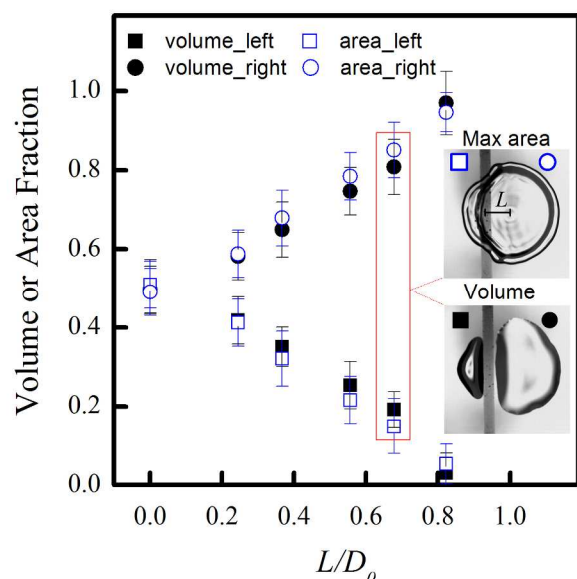 volume_left area_left
volume_right area_right
1.0
0.8
0.6
0.4
0.2
0.0
Volume or Area Fraction
Max area
L
Volume
0.0 0.2 0.4 0.6 0.8 1.0
L/D₀